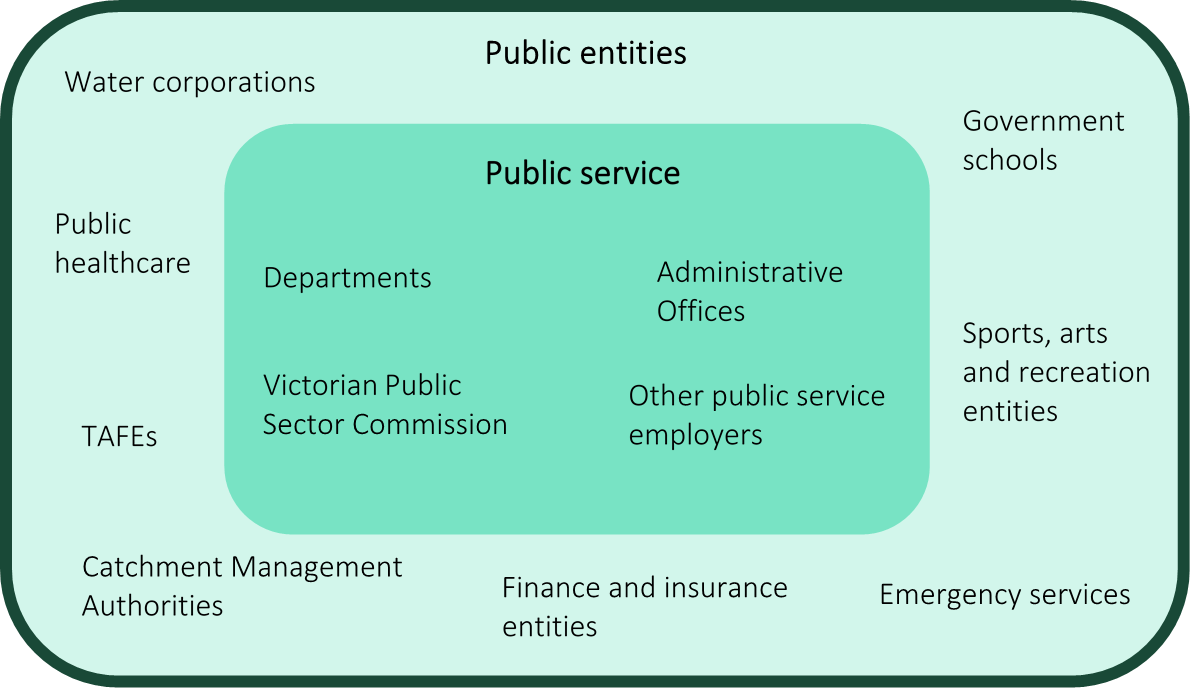 Public entities
Water corporations
Government
schools
Public service
Public
healthcare
Departments
Administrative
Offices
Sports, arts
and recreation
entities
Victorian Public
Sector Commission
Other public service
employers
TAFEs
Catchment Management
Authorities
Finance and insurance
entities
Emergency services